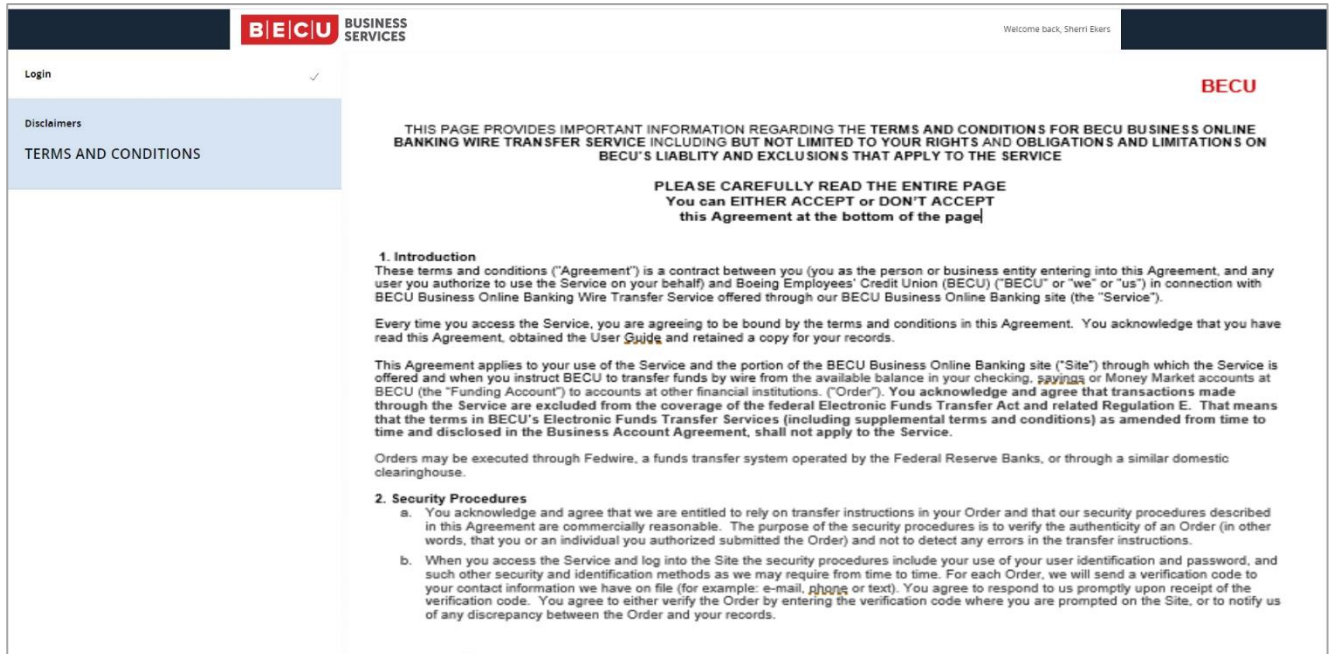 B|E|C|U BUSINESS
SERVICES
Welcome back, Sherri Ekers
Login
Disclaimers
TERMS AND CONDITIONS
BECU
THIS PAGE PROVIDES IMPORTANT INFORMATION REGARDING THE TERMS AND CONDITIONS FOR BECU BUSINESS ONLINE
BANKING WIRE TRANSFER SERVICE INCLUDING BUT NOT LIMITED TO YOUR RIGHTS AND OBLIGATIONS AND LIMITATIONS ON
BECU'S LIABLITY AND EXCLUSIONS THAT APPLY TO THE SERVICE
PLEASE CAREFULLY READ THE ENTIRE PAGE
You can EITHER ACCEPT or DON'T ACCEPT
this Agreement at the bottom of the page
1. Introduction
These terms and conditions ("Agreement") is a contract between you (you as the person or business entity entering into this Agreement, and any
user you authorize to use the Service on your behalf) and Boeing Employees' Credit Union (BECU) ("BECU" or "we" or "us") in connection with
BECU Business Online Banking Wire Transfer Service offered through our BECU Business Online Banking site (the "Service").
Every time you access the Service, you are agreeing to be bound by the terms and conditions in this Agreement. You acknowledge that you have
read this Agreement, obtained the User Guide and retained a copy for your records.
This Agreement applies to your use of the Service and the portion of the BECU Business Online Banking site ("Site") through which the Service is
offered and when you instruct BECU to transfer funds by wire from the available balance in your checking, savings or Money Market accounts at
BECU (the "Funding Account") to accounts at other financial institutions. ("Order"). You acknowledge and agree that transactions made
through the Service are excluded from the coverage of the federal Electronic Funds Transfer Act and related Regulation E. That means
that the terms in BECU's Electronic Funds Transfer Services (including supplemental terms and conditions) as amended from time to
time and disclosed in the Business Account Agreement, shall not apply to the Service.
Orders may be executed through Fedwire, a funds transfer system operated by the Federal Reserve Banks, or through a similar domestic
clearinghouse.
2. Security Procedures
a. You acknowledge and agree that we are entitled to rely on transfer instructions in your Order and that our security procedures described
in this Agreement are commercially reasonable. The purpose of the security procedures is to verify the authenticity of an Order (in other
words, that you or an individual you authorized submitted the Order) and not to detect any errors in the transfer instructions.
b. When you access the Service and log into the Site the security procedures include your use of your user identification and password, and
such other security and identification methods as we may require from time to time. For each Order, we will send a verification code to
your contact information we have on file (for example: e-mail, phone or text). You agree to respond to us promptly upon receipt of the
verification code. You agree to either verify the Order by entering the verification code where you are prompted on the Site, or to notify us
of any discrepancy between the Order and your records.